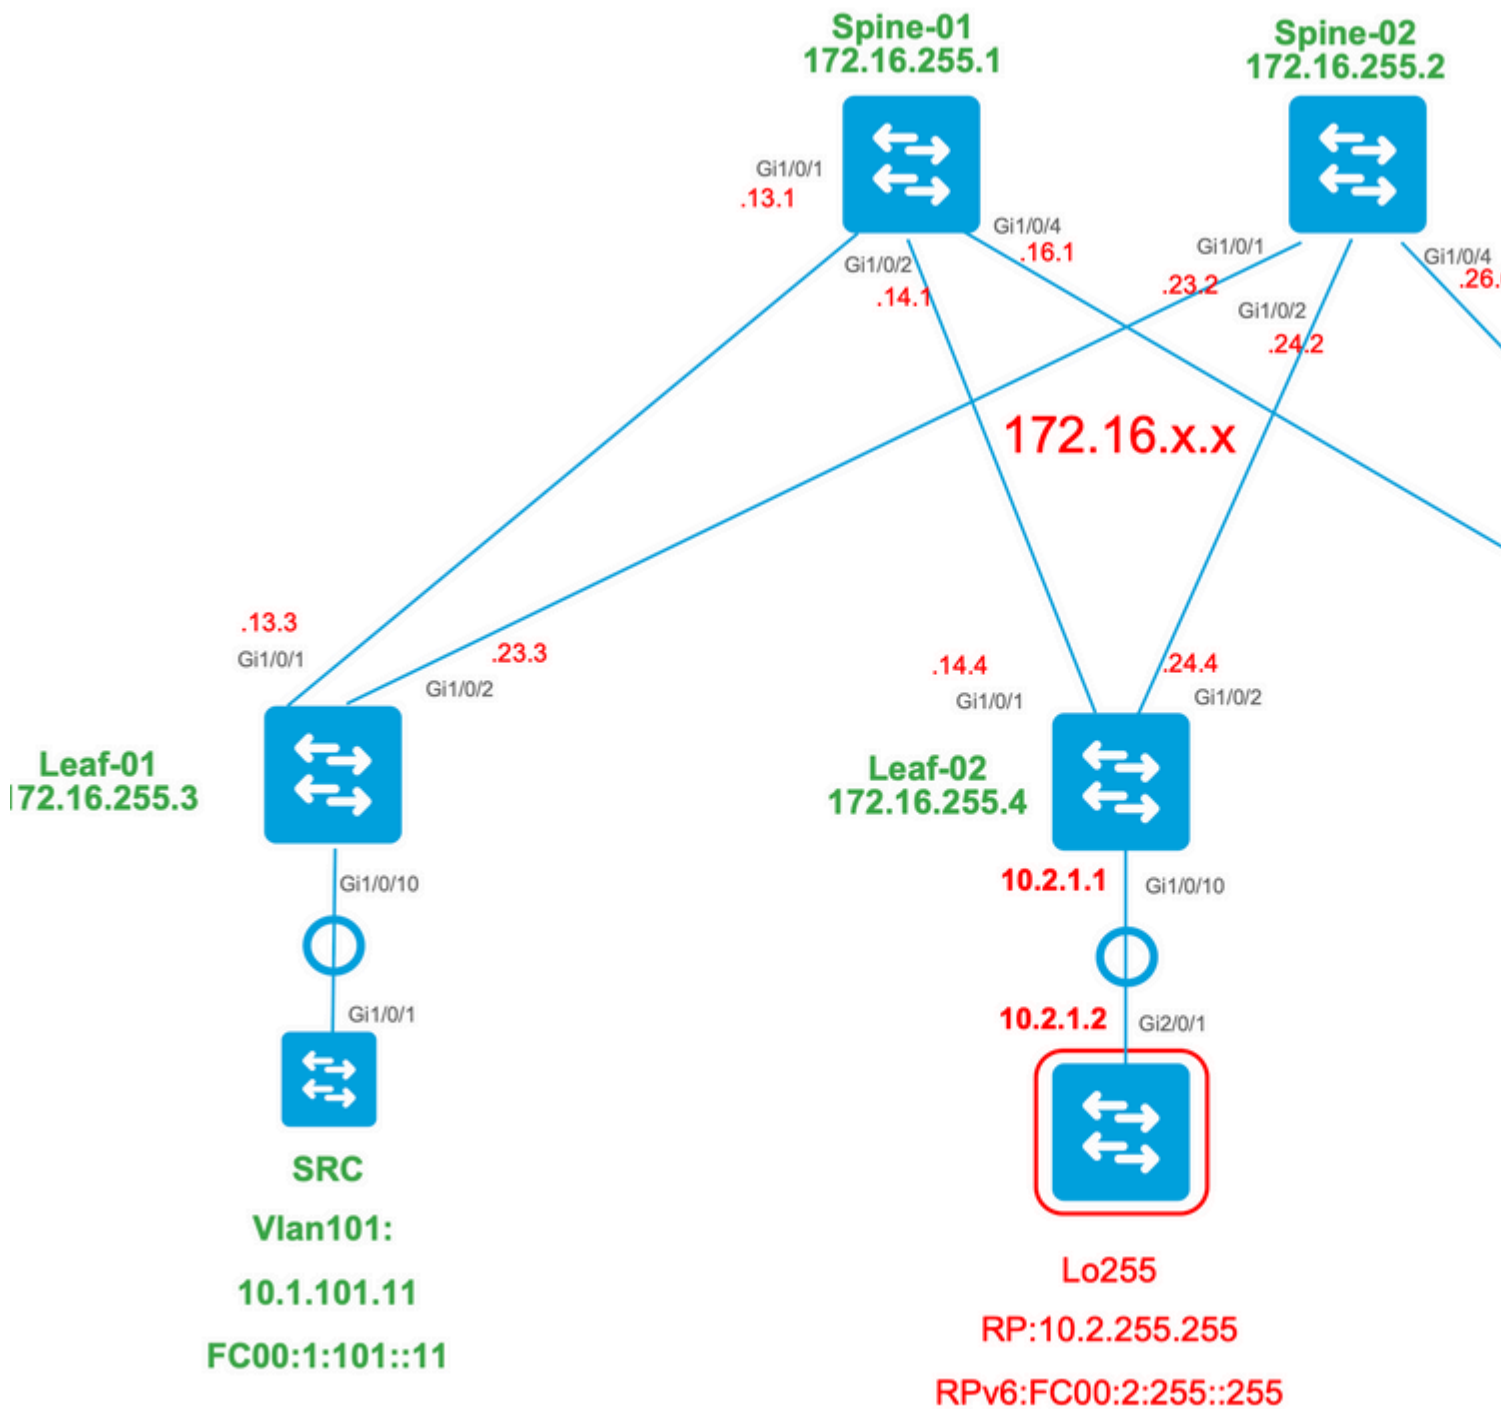 Spine-01
172.16.255.1
Spine-02
172.16.255.2
Gi1/0/1
.13.1
Gi1/0/4
.16.1
Gi1/0/2
.14.1
Gi1/0/1
.23.2
Gi1/0/4
Gi1/0/2
.24.2
172.16.x.x
.13.3
Gi1/0/1
.23.3
Gi1/0/2
.14.4
Gi1/0/1
.24.4
Gi1/0/2
Leaf-01
72.16.255.3
Leaf-02
172.16.255.4
Gi1/0/10
10.2.1.1
Gi1/0/10
Gi1/0/1
10.2.1.2
Gi2/0/1
SRC
Vlan101:
10.1.101.11
FC00:1:101::11
Lo255
RP:10.2.255.255
RPv6:FC00:2:255::255